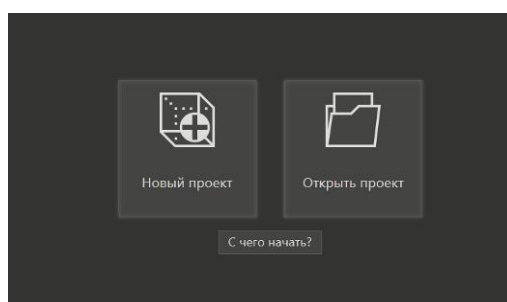 Новый проект
Открыть проект
С чего начать?